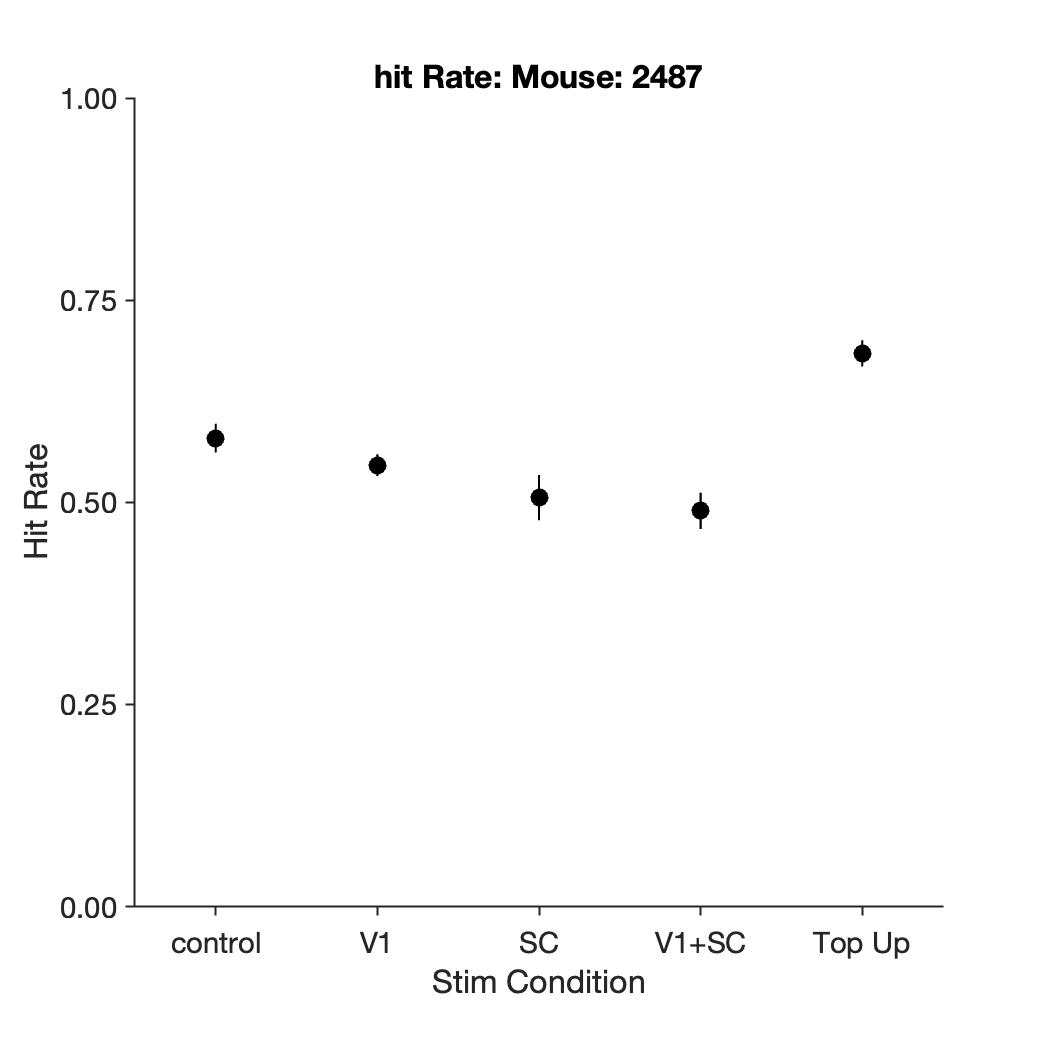 hit Rate: Mouse: 2487
1.00
0.75
0.50
0.25
0.00
Hit Rate
control V1 SC V1+SC Top Up
Stim Condition